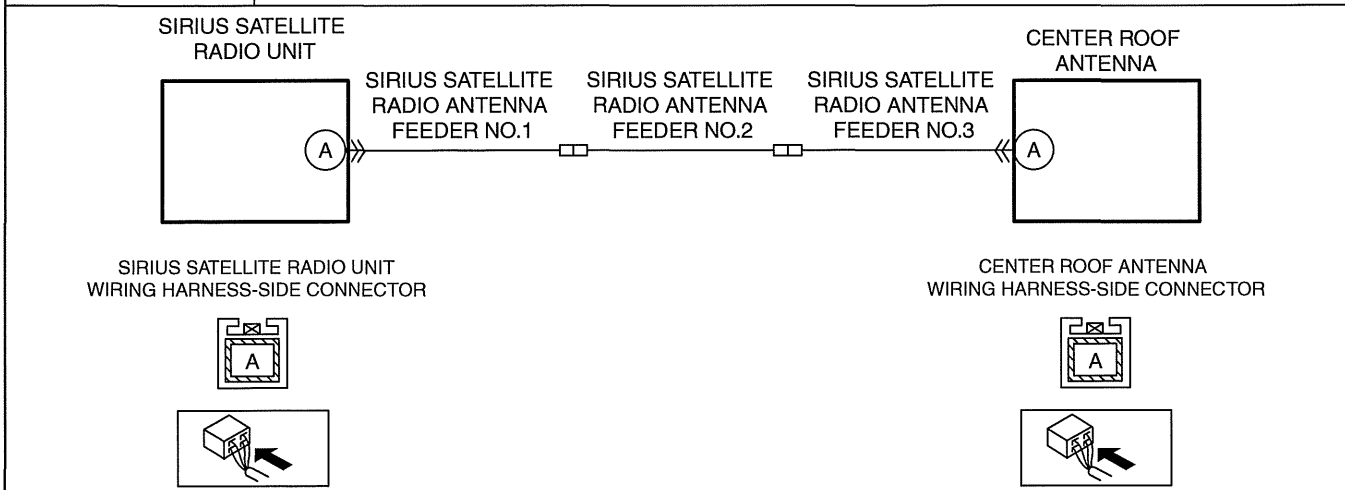 SIRIUS SATELLITE
RADIO UNIT
CENTER ROOF
ANTENNA
SIRIUS SATELLITE
RADIO ANTENNA
FEEDER NO.1
SIRIUS SATELLITE
RADIO ANTENNA
FEEDER NO.2
SIRIUS SATELLITE
RADIO ANTENNA
FEEDER NO.3
A
A
SIRIUS SATELLITE RADIO UNIT
WIRING HARNESS-SIDE CONNECTOR
CENTER ROOF ANTENNA
WIRING HARNESS-SIDE CONNECTOR
A
A